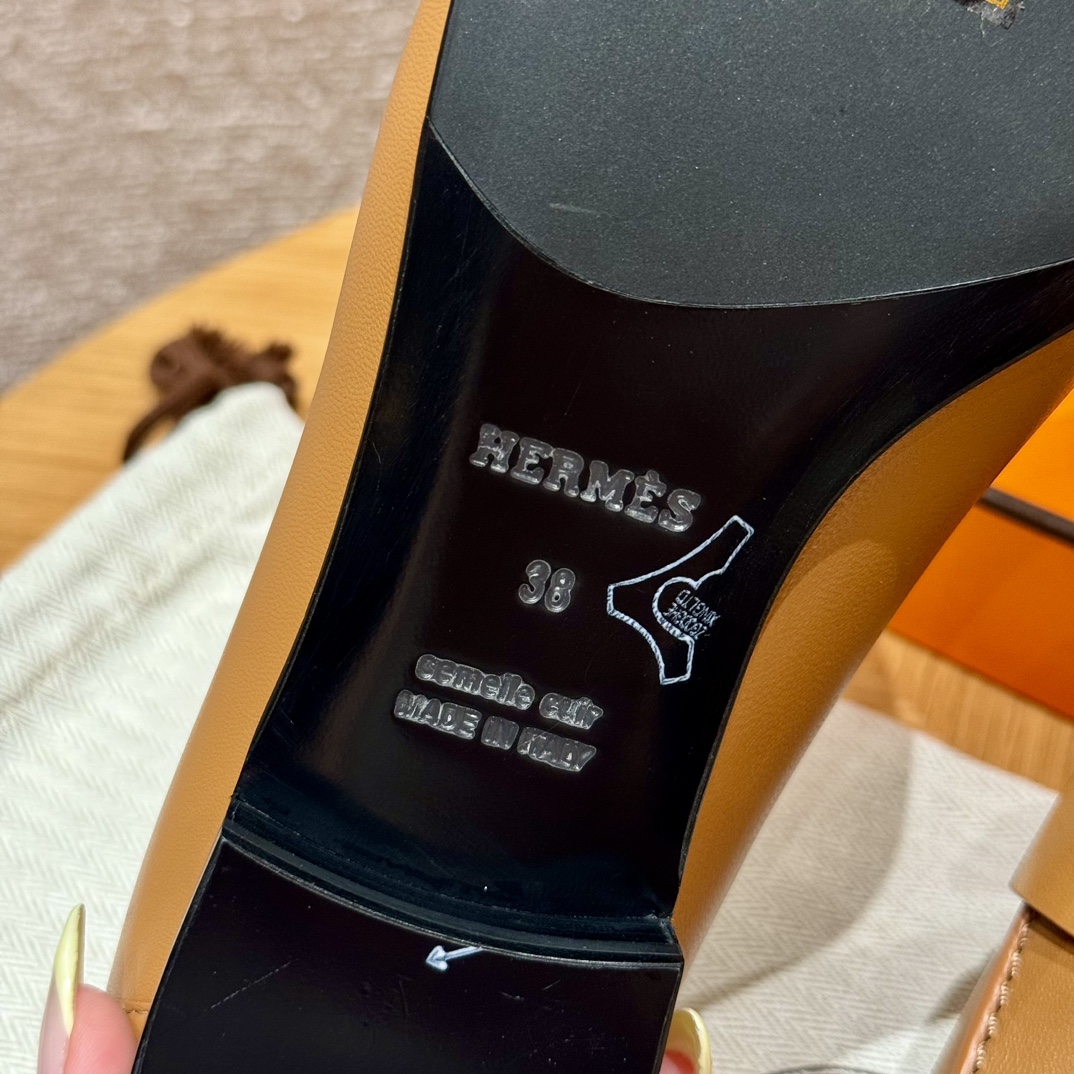 HERMÈS
38
semelle cuir
MADE IN ITALY